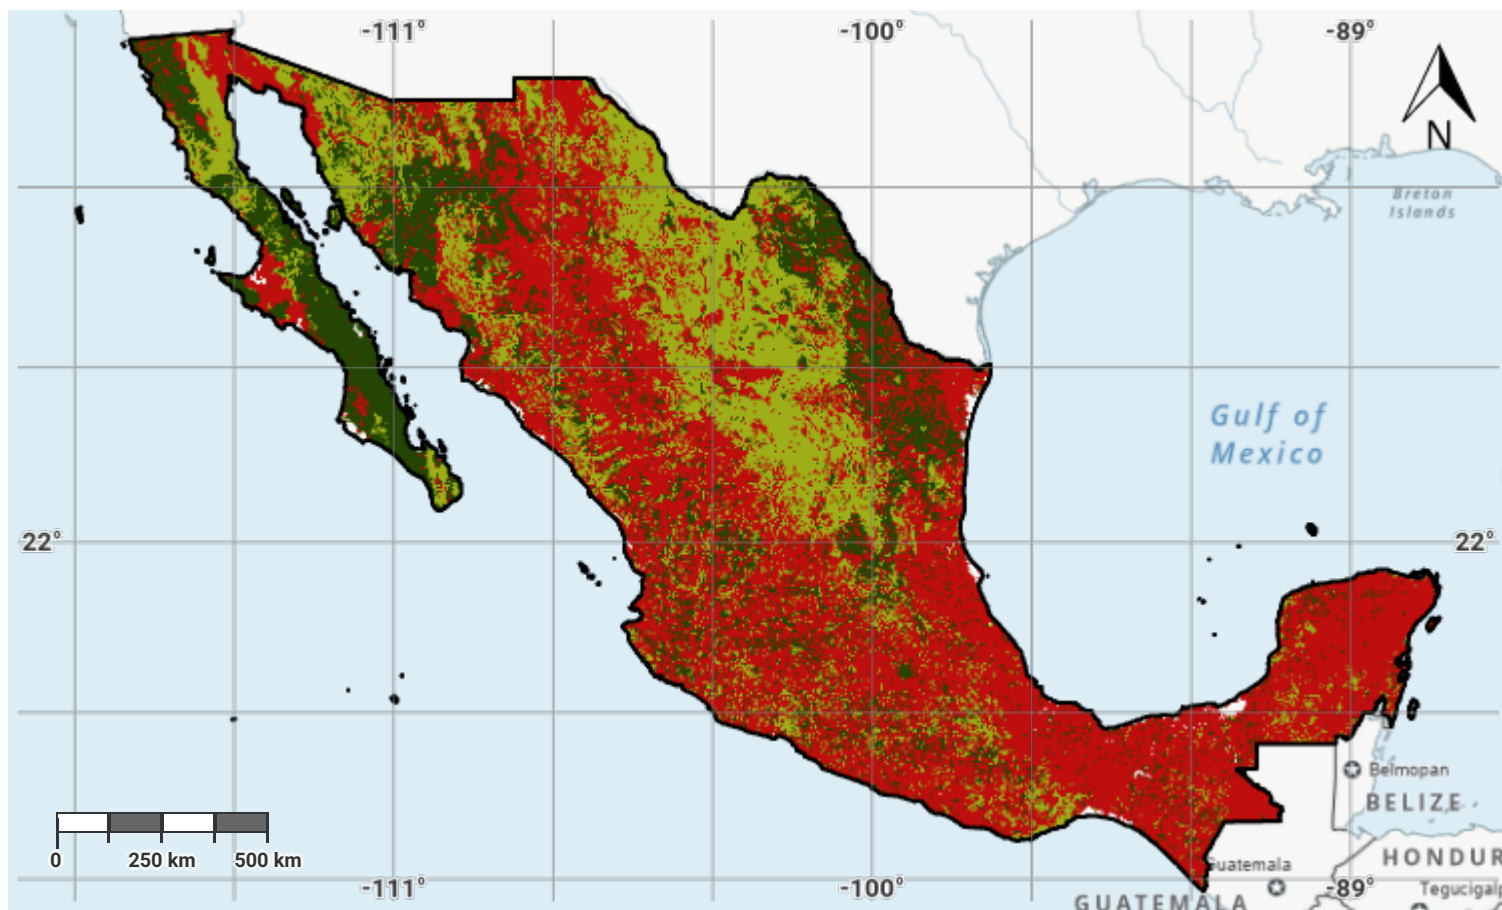 -111°
-100°
-89°
N
Breton
Islands
Gulf of
Mexico
22°
22°
Belmopan
BELIZE
0
250 km
500 km
Guatemala
HONDUR
-111°
-100°
-89°
Tegucigalp
GUATEMALA